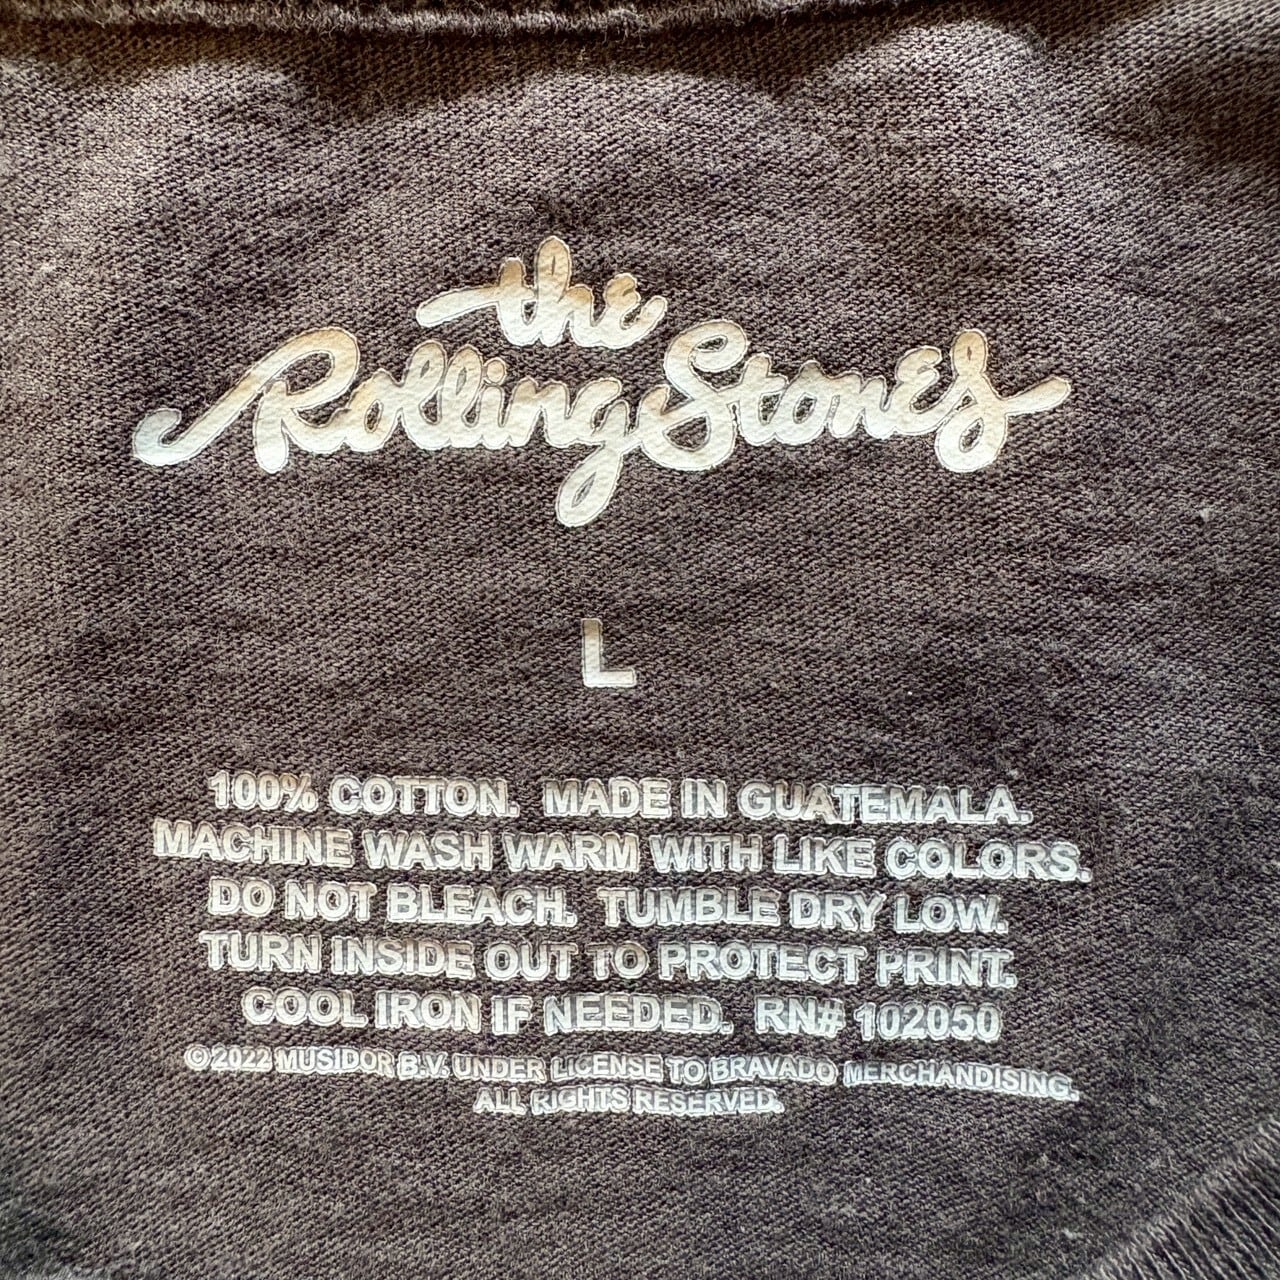 the
Rolling Stones
L
100% COTTON. MADE IN GUATEMALA.
MACHINE WASH WARM WITH LIKE COLORS.
DO NOT BLEACH. TUMBLE DRY LOW.
TURN INSIDE OUT TO PROTECT PRINT.
COOL IRON IF NEEDED. RN# 102050
©2022 MUSIDOR B.V. UNDER LICENSE TO BRAVADO MERCHANDISING.
ALL RIGHTS RESERVED.